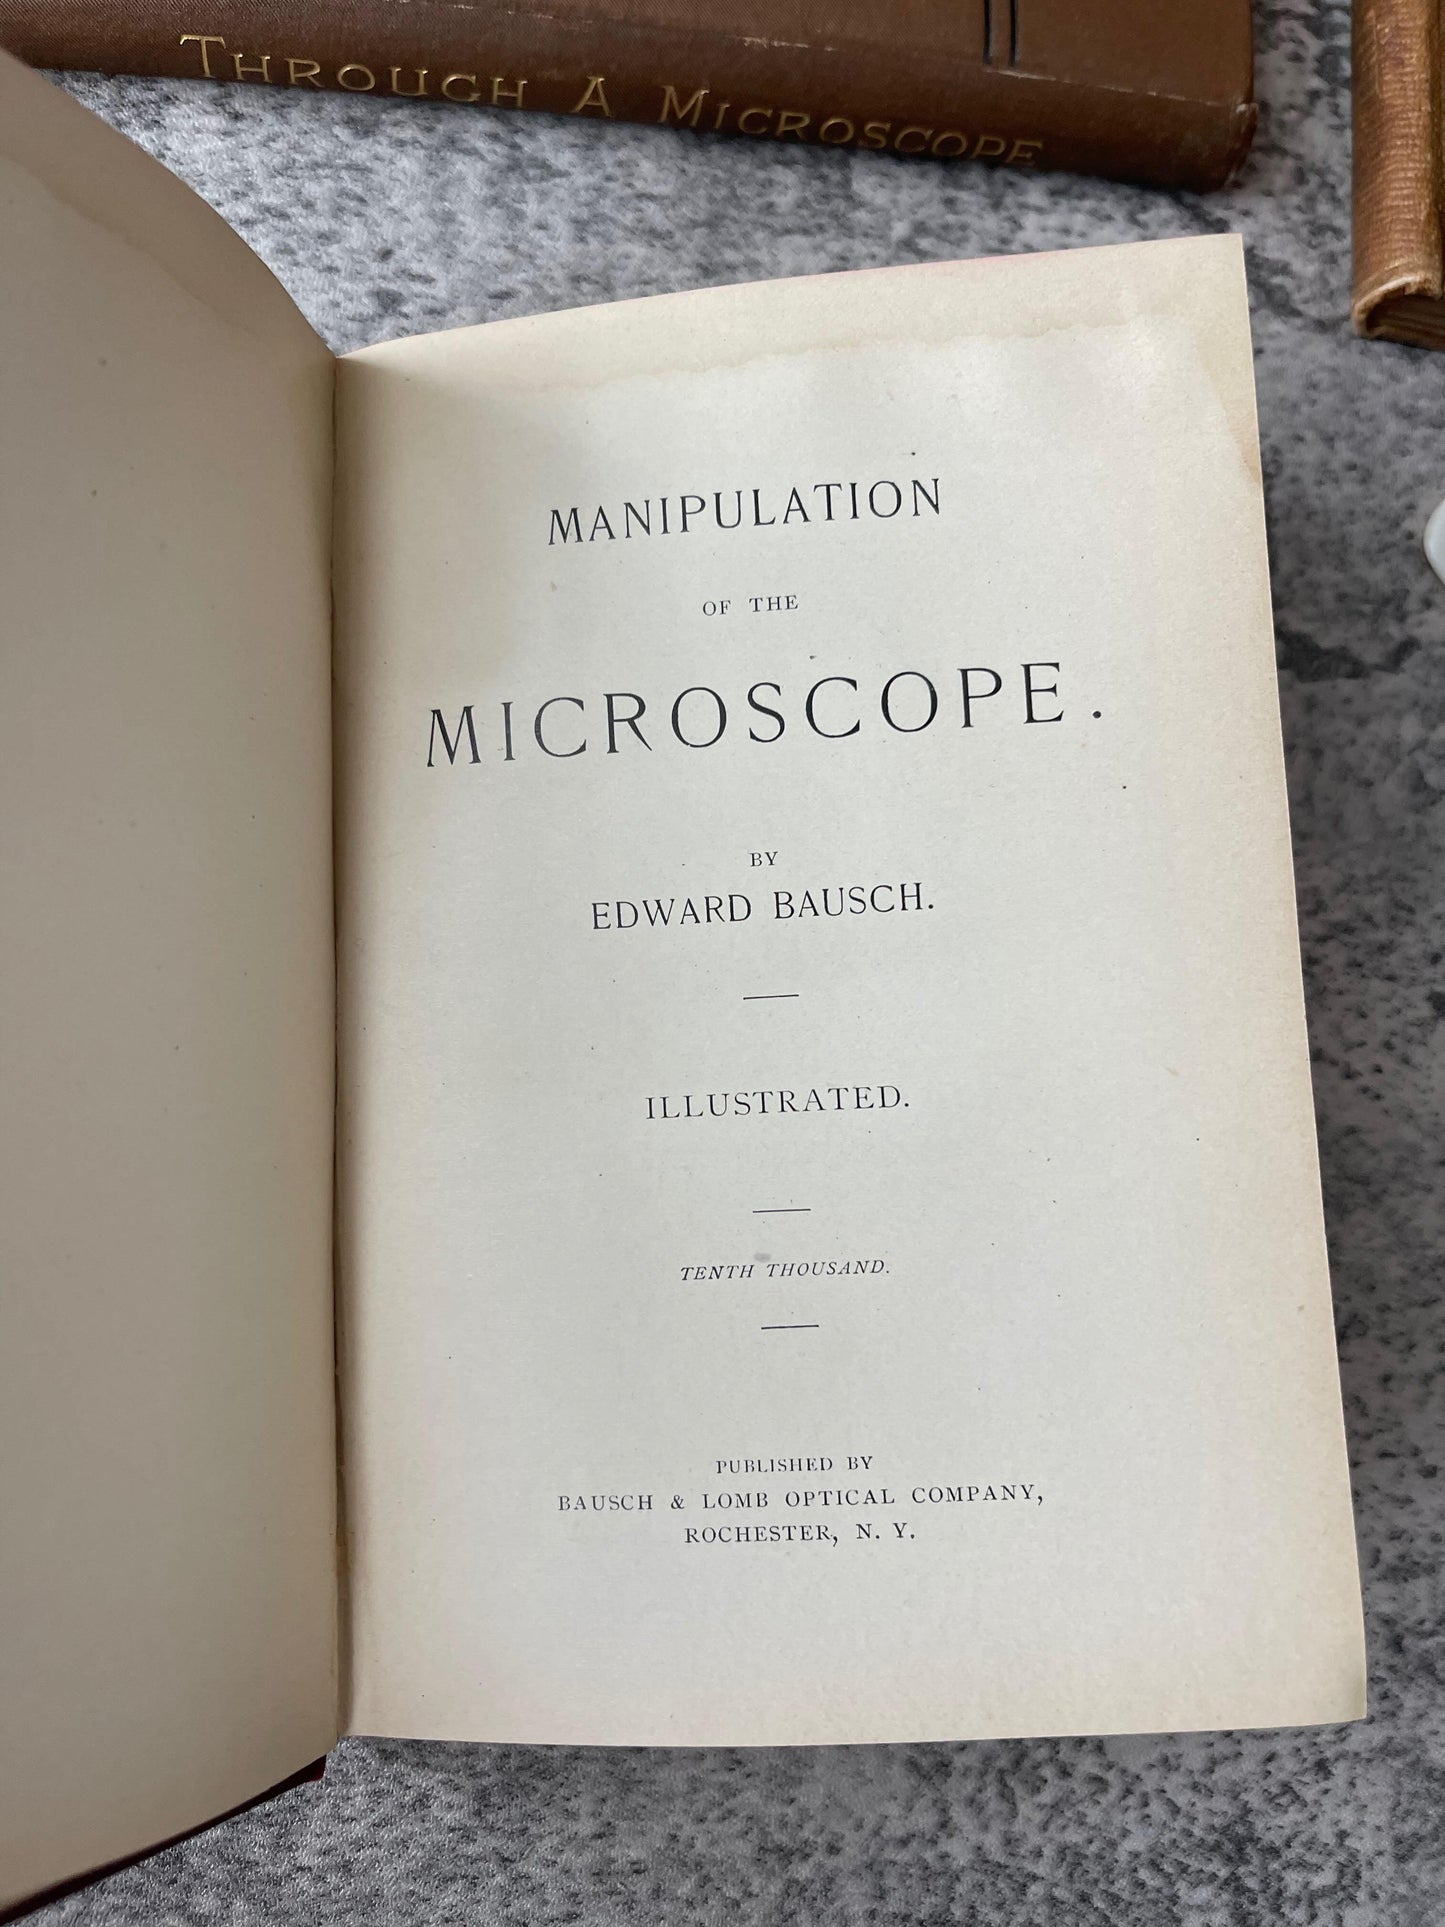 THROUGH A MICROSCOPE
MANIPULATION
OF THE
MICROSCOPE.
BY
EDWARD BAUSCH.
ILLUSTRATED.
TENTH THOUSAND.
PUBLISHED BY
BAUSCH & LOMB OPTICAL COMPANY,
ROCHESTER, N. Y.